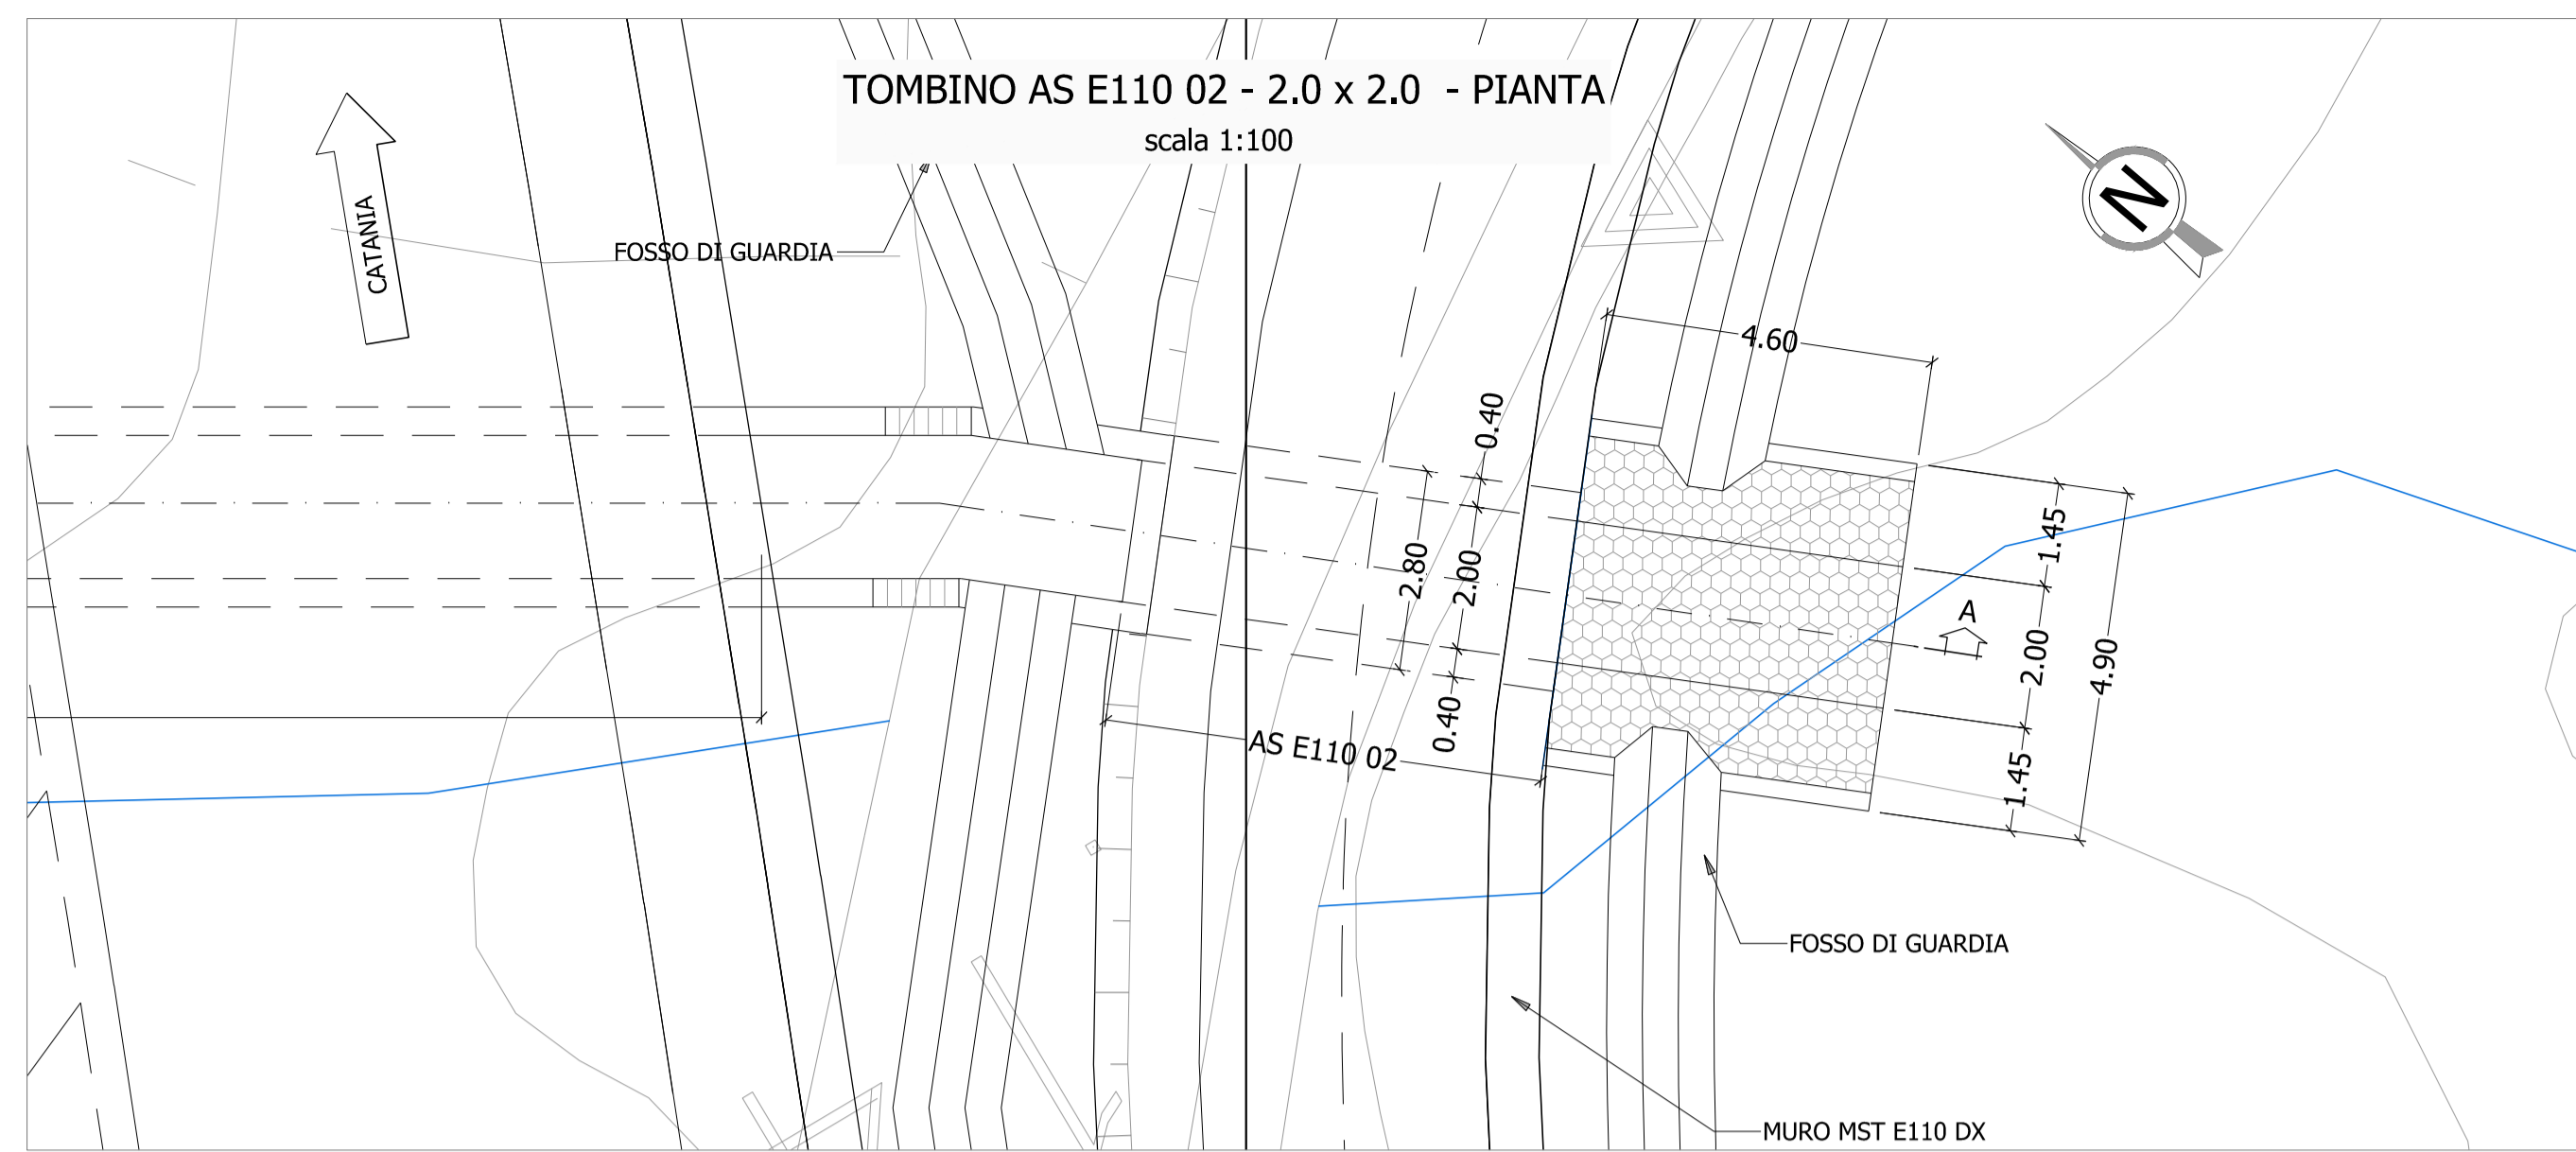 TOMBINO AS E110 02 - 2.0 x 2.0 - PIANTA
scala 1:100
CATANIA
FOSSO DI GUARDIA
N
4.60
0.40
2.80
2.00
0.40
AS E110 02
1.45
A
2.00
4.90
1.45
FOSSO DI GUARDIA
MURO MST E110 DX